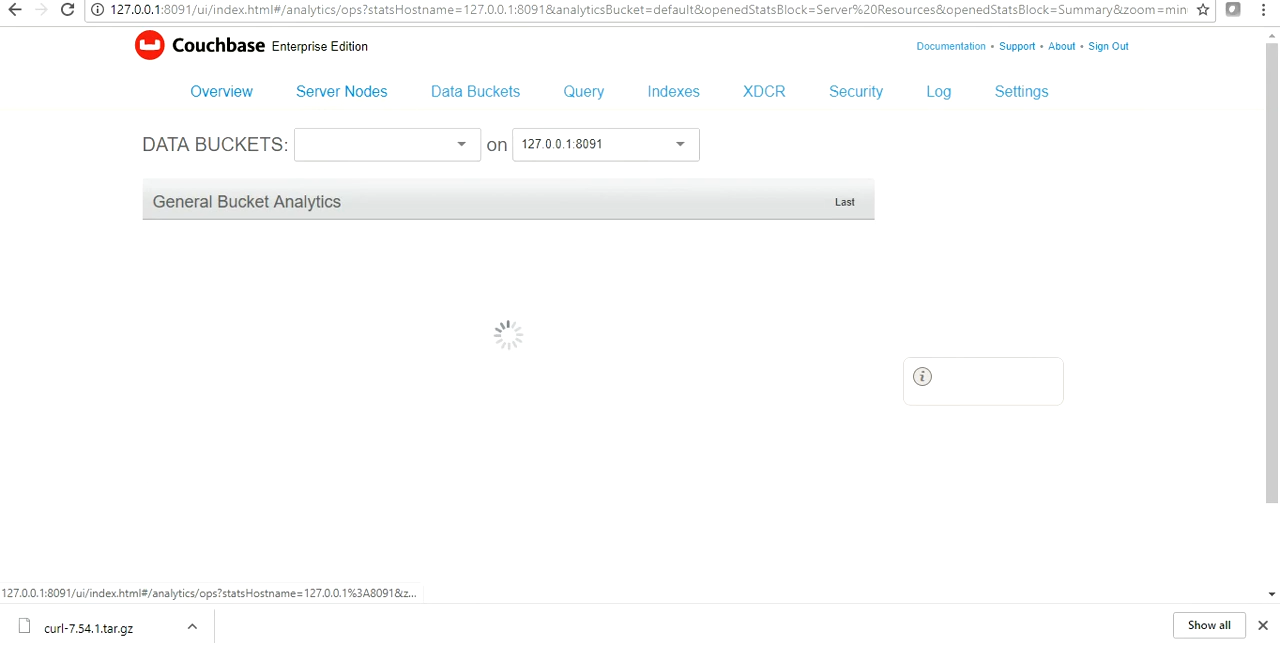 127.0.0.1:8091/ui/index.html#/analytics/ops?statsHostname=127.0.0.1:8091&analyticsBucket=default&openedStatsBlock=Server%20Resources&openedStatsBlock=Summary&zoom=min
Couchbase Enterprise Edition
Documentation • Support • About • Sign Out
Overview Server Nodes Data Buckets Query Indexes XDCR Security Log Settings
DATA BUCKETS: on 127.0.0.1:8091
General Bucket Analytics Last
i
127.0.0.1:8091/ui/index.html#/analytics/ops?statsHostname=127.0.0.1%3A8091&z...
curl-7.54.1.tar.gz Show all